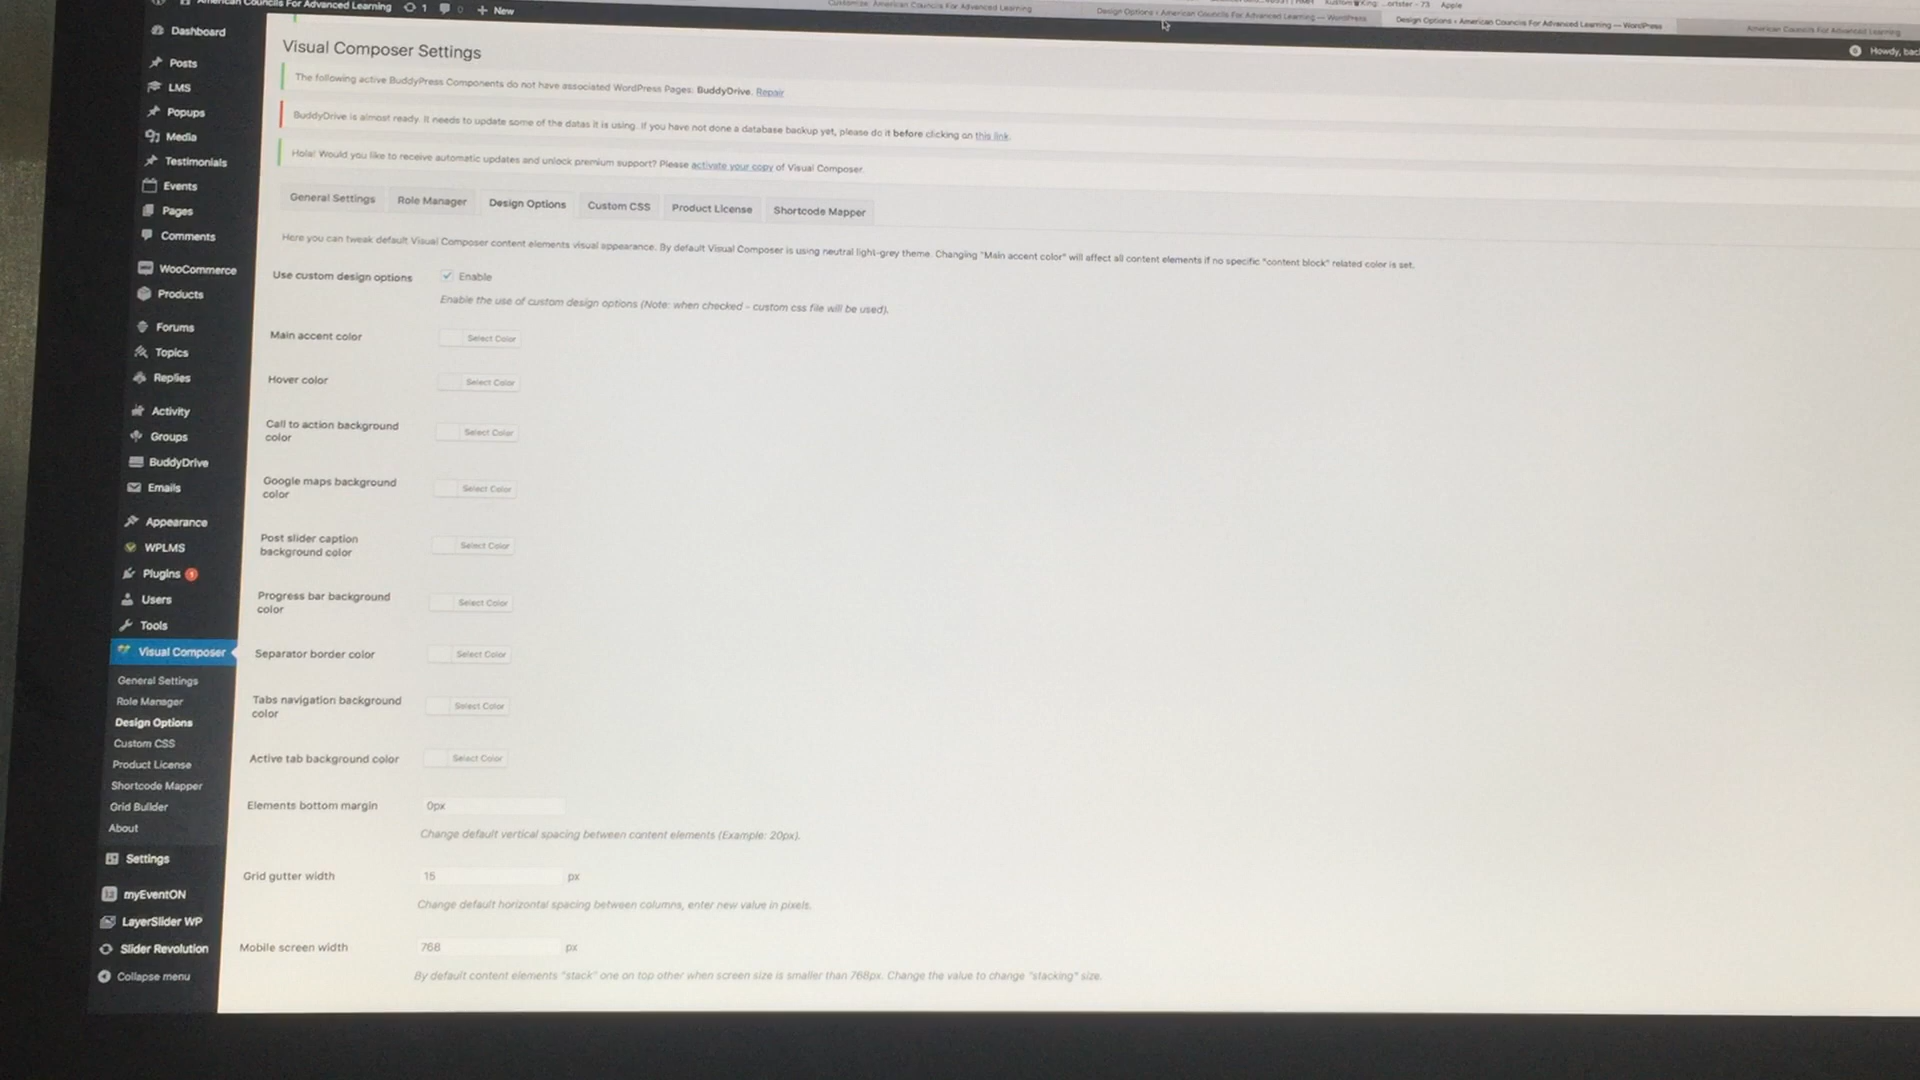 American Councils For Advanced Learning 1 0 + New
Customize: American Councils For Advanced Learning
Design Options ‹ American Councils For Advanced Learning — WordPress
Design Options ‹ American Councils For Advanced Learning — WordPress
American Councils For Advanced Learning
Apple
Howdy, bac
Dashboard
Posts
LMS
Popups
Media
Testimonials
Events
Pages
Comments
WooCommerce
Products
Forums
Topics
Replies
Activity
Groups
BuddyDrive
Emails
Appearance
WPLMS
Plugins 1
Users
Tools
Visual Composer
General Settings
Role Manager
Design Options
Custom CSS
Product License
Shortcode Mapper
Grid Builder
About
Settings
myEventON
LayerSlider WP
Slider Revolution
Collapse menu
Visual Composer Settings
The following active BuddyPress Components do not have associated WordPress Pages: BuddyDrive. Repair
BuddyDrive is almost ready. It needs to update some of the datas it is using. If you have not done a database backup yet, please do it before clicking on this link.
Hola! Would you like to receive automatic updates and unlock premium support? Please activate your copy of Visual Composer.
General Settings Role Manager Design Options Custom CSS Product License Shortcode Mapper
Here you can tweak default Visual Composer content elements visual appearance. By default Visual Composer is using neutral light-grey theme. Changing "Main accent color" will affect all content elements if no specific "content block" related color is set.
Use custom design options Enable
Enable the use of custom design options (Note: when checked - custom css file will be used).
Main accent color Select Color
Hover color Select Color
Call to action background
color
Select Color
Google maps background
color
Select Color
Post slider caption
background color
Select Color
Progress bar background
color
Select Color
Separator border color Select Color
Tabs navigation background
color
Select Color
Active tab background color Select Color
Elements bottom margin 0px
Change default vertical spacing between content elements (Example: 20px).
Grid gutter width 15 px
Change default horizontal spacing between columns, enter new value in pixels.
Mobile screen width 768 px
By default content elements "stack" one on top other when screen size is smaller than 768px. Change the value to change "stacking" size.